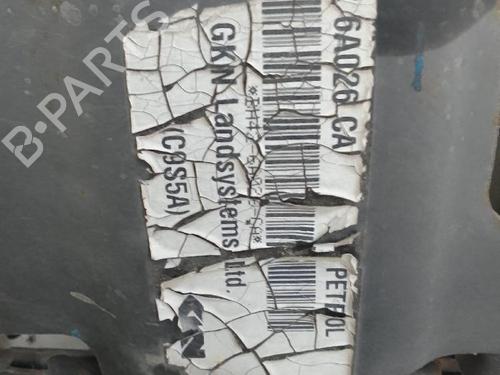 6A026 CA
GKN Landsystems Ltd.
(C9S5A)
PETROL
GKN
B-PARTS